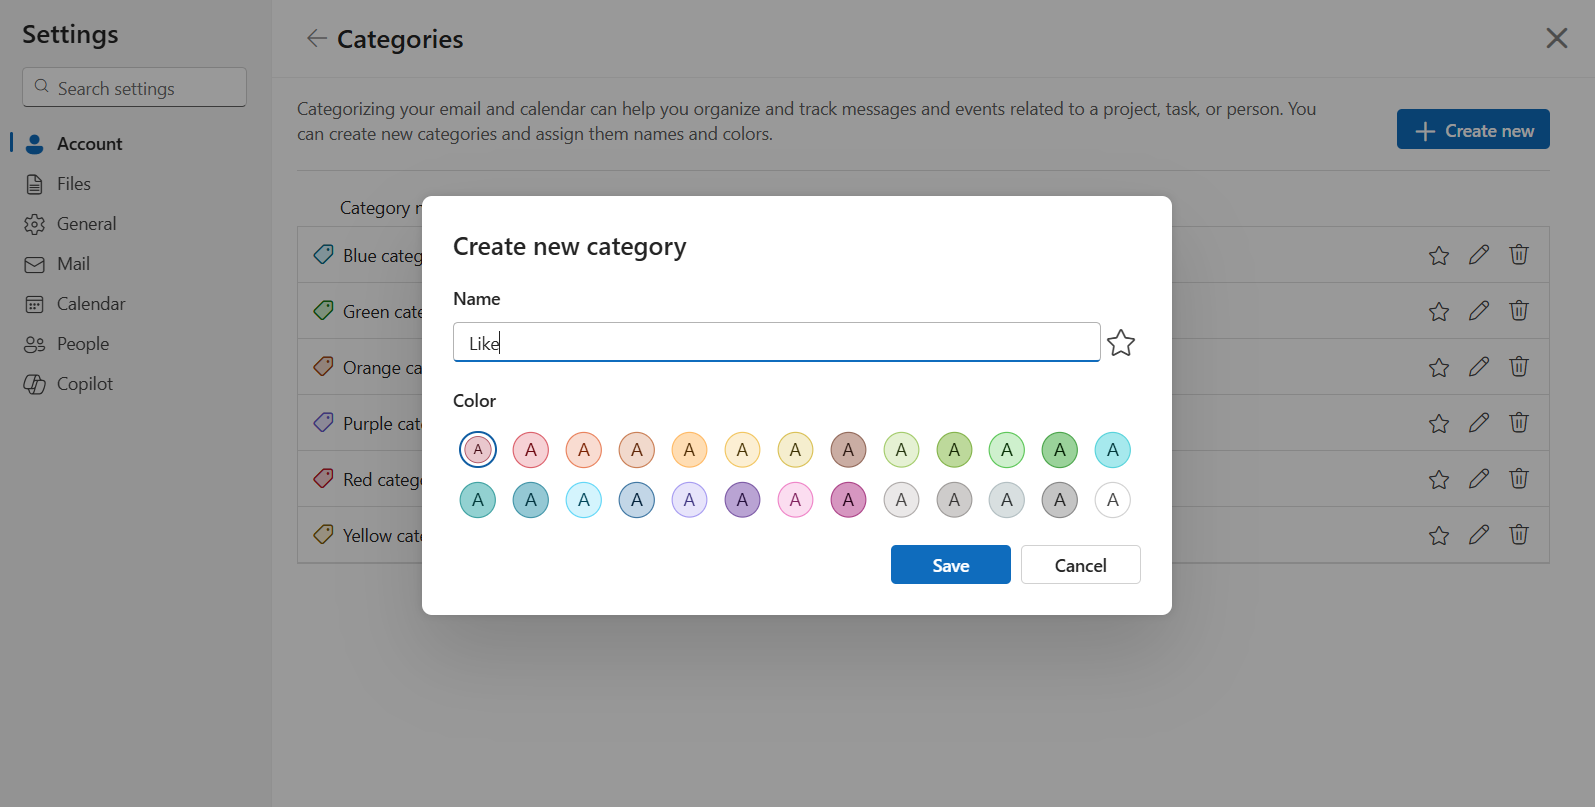 Settings
Search settings
Account
Files
General
Mail
Calendar
People
Copilot
Categories
Categorizing your email and calendar can help you organize and track messages and events related to a project, task, or person. You
can create new categories and assign them names and colors.
Create new
Category
Blue categ
Green cate
Orange ca
Purple cat
Red catego
Yellow cat
Create new category
Name
Like
Color
A A A A A A A A A A A A A
A A A A A A A A A A A A A
Save
Cancel